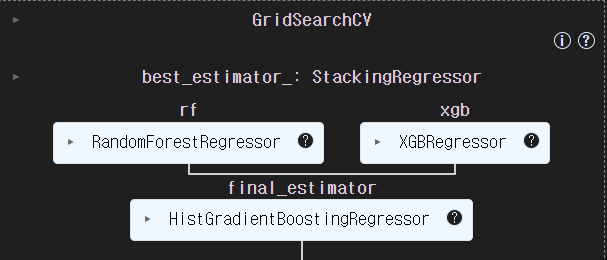 GridSearchCV
i ?
best_estimator_: StackingRegressor
rf xgb
RandomForestRegressor ? XGBRegressor ?
final_estimator
HistGradientBoostingRegressor ?